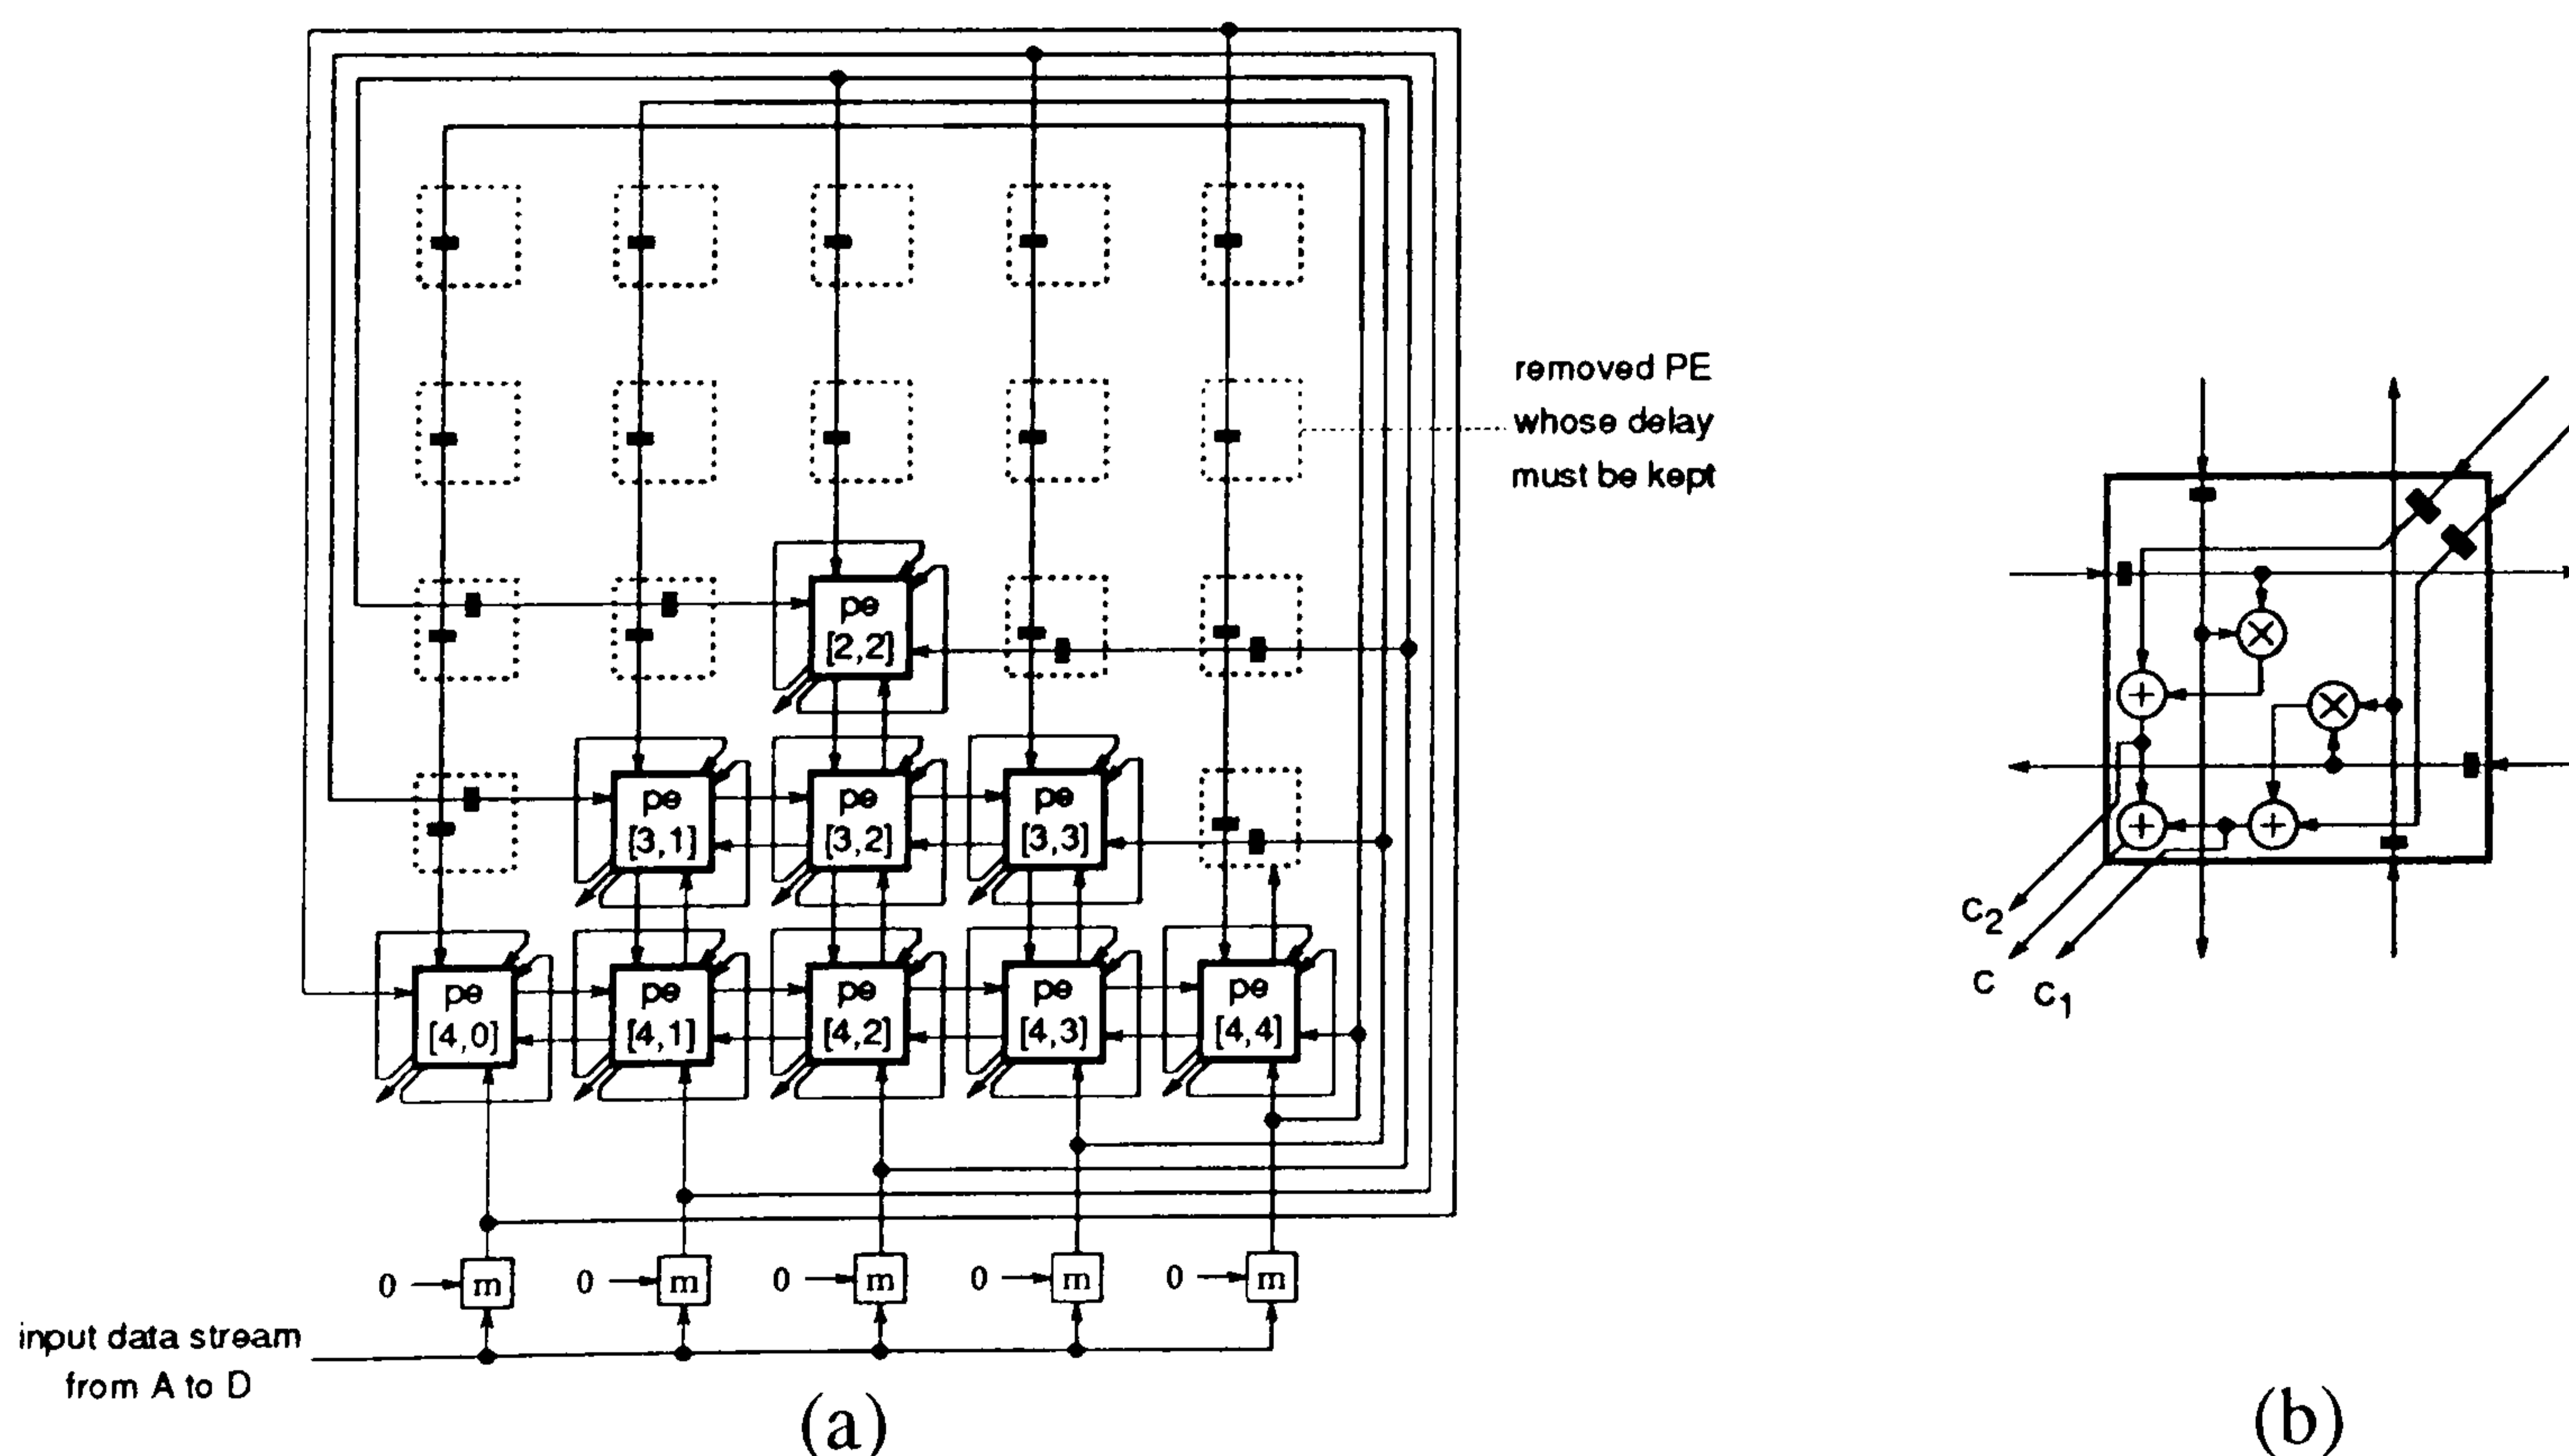 removed PE
whose delay
must be kept
pe
[2,2]
pe
[3,1]
pe
[3,2]
pe
[3,3]
pe
[4,0]
pe
[4,1]
pe
[4,2]
pe
[4,3]
pe
[4,4]
0
m
0
m
0
m
0
m
0
m
input data stream
from A to D
(a)
c2
c
c1
(b)